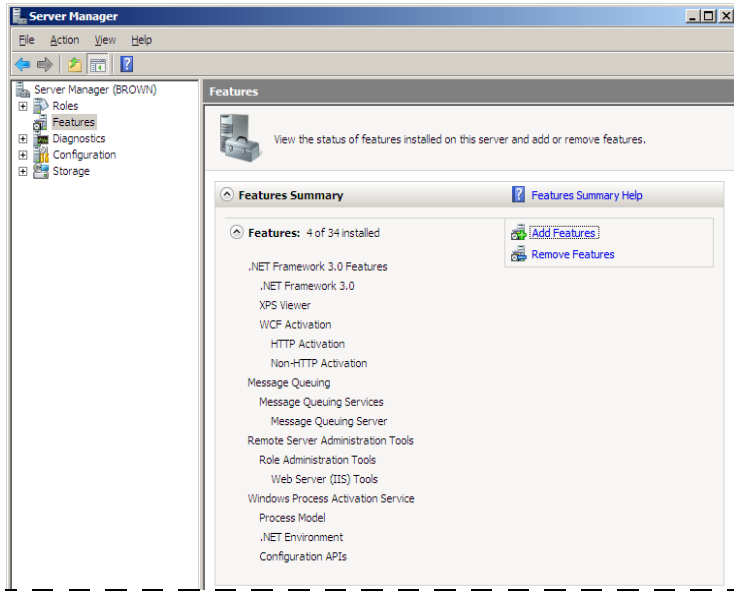 Server Manager
File Action View Help
Server Manager (BROWN)
Roles
Features
Diagnostics
Configuration
Storage
Features
View the status of features installed on this server and add or remove features.
Features Summary
Features Summary Help
Features: 4 of 34 installed
Add Features
Remove Features
.NET Framework 3.0 Features
.NET Framework 3.0
XPS Viewer
WCF Activation
HTTP Activation
Non-HTTP Activation
Message Queuing
Message Queuing Services
Message Queuing Server
Remote Server Administration Tools
Role Administration Tools
Web Server (IIS) Tools
Windows Process Activation Service
Process Model
.NET Environment
Configuration APIs